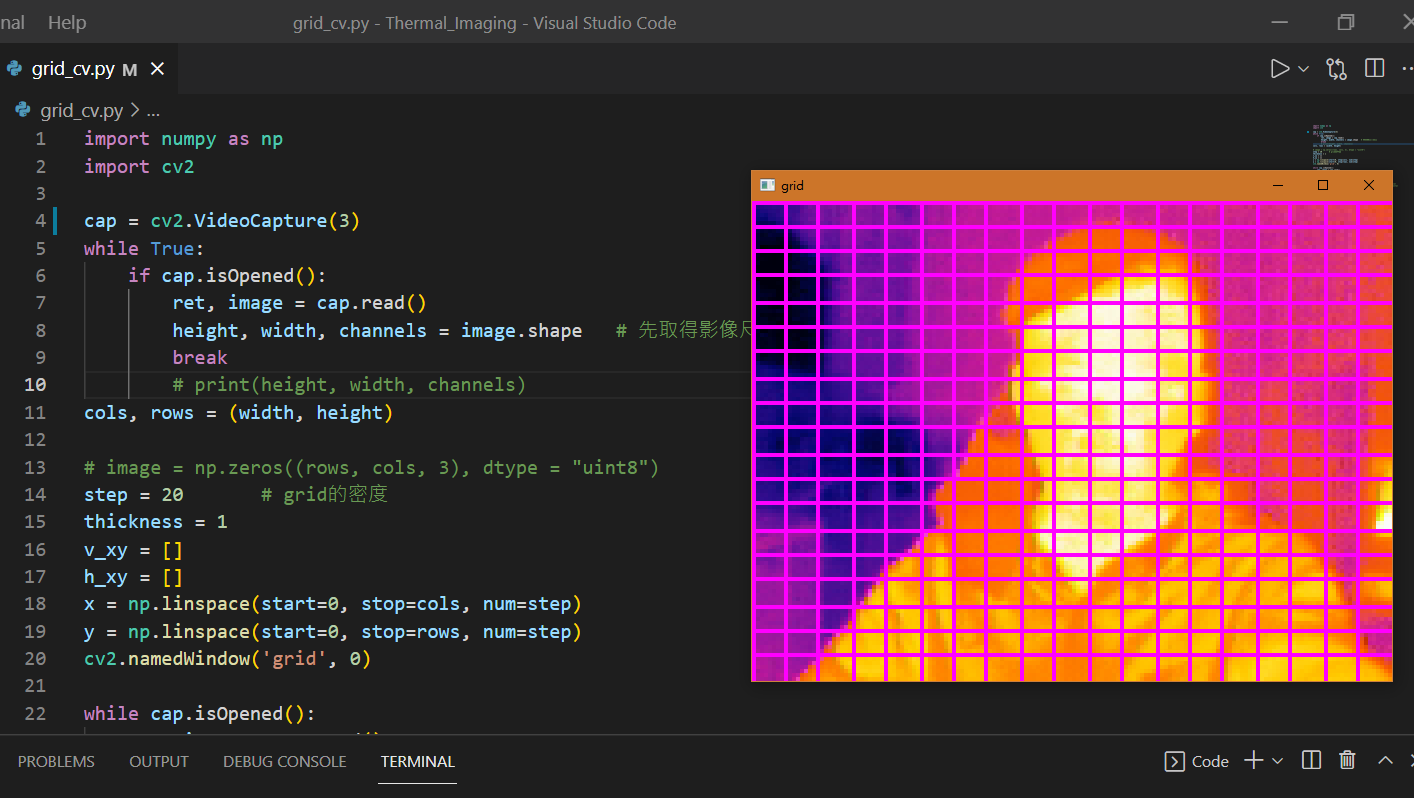 nal Help grid_cv.py - Thermal_Imaging - Visual Studio Code
grid_cv.py M
grid_cv.py > ...
1 import numpy as np
2 import cv2
3
4 cap = cv2.VideoCapture(3)
5 while True:
6 if cap.isOpened():
7 ret, image = cap.read()
8 height, width, channels = image.shape # 先取得影像尺
9 break
10 # print(height, width, channels)
11 cols, rows = (width, height)
12
13 # image = np.zeros((rows, cols, 3), dtype = "uint8")
14 step = 20 # grid的密度
15 thickness = 1
16 v_xy = []
17 h_xy = []
18 x = np.linspace(start=0, stop=cols, num=step)
19 y = np.linspace(start=0, stop=rows, num=step)
20 cv2.namedWindow('grid', 0)
21
22 while cap.isOpened():
grid
PROBLEMS OUTPUT DEBUG CONSOLE TERMINAL Code